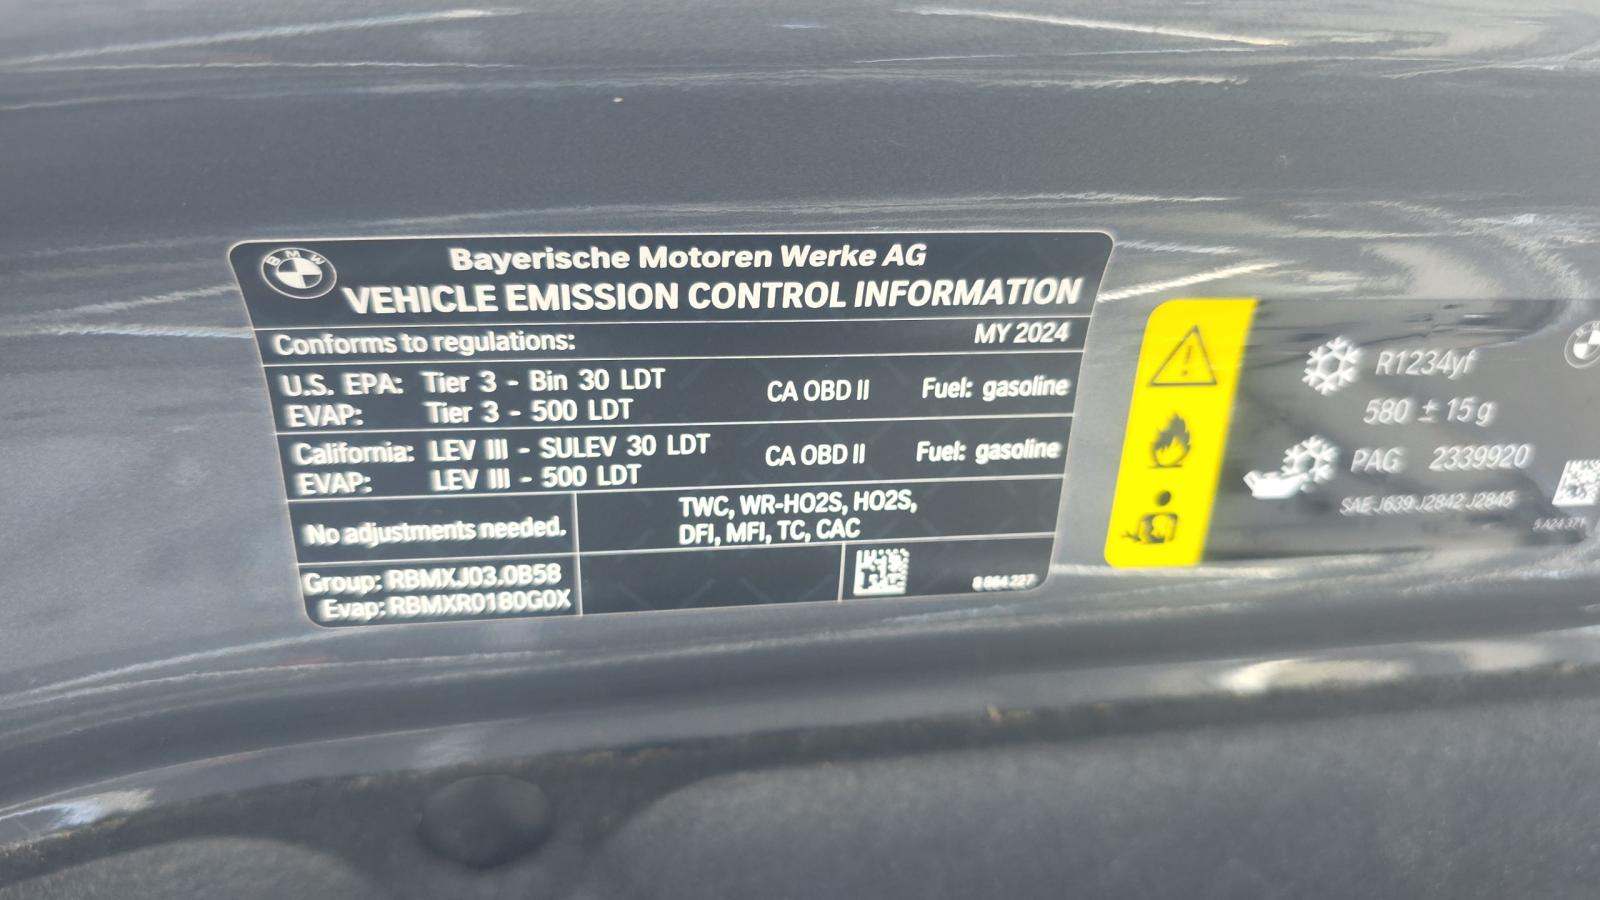 BMW
Bayerische Motoren Werke AG
VEHICLE EMISSION CONTROL INFORMATION
Conforms to regulations: MY 2024
U.S. EPA: Tier 3 - Bin 30 LDT CA OBD II Fuel: gasoline
EVAP: Tier 3 - 500 LDT
California: LEV III - SULEV 30 LDT CA OBD II Fuel: gasoline
EVAP: LEV III - 500 LDT
No adjustments needed.
TWC, WR-HO2S, HO2S,
DFI, MFI, TC, CAC
Group: RBMXJ03.0B58
Evap: RBMXR0180G0X
8 864 227
R1234yf
580 ± 15 g
PAG 2339920
SAE J639 J2842 J2845